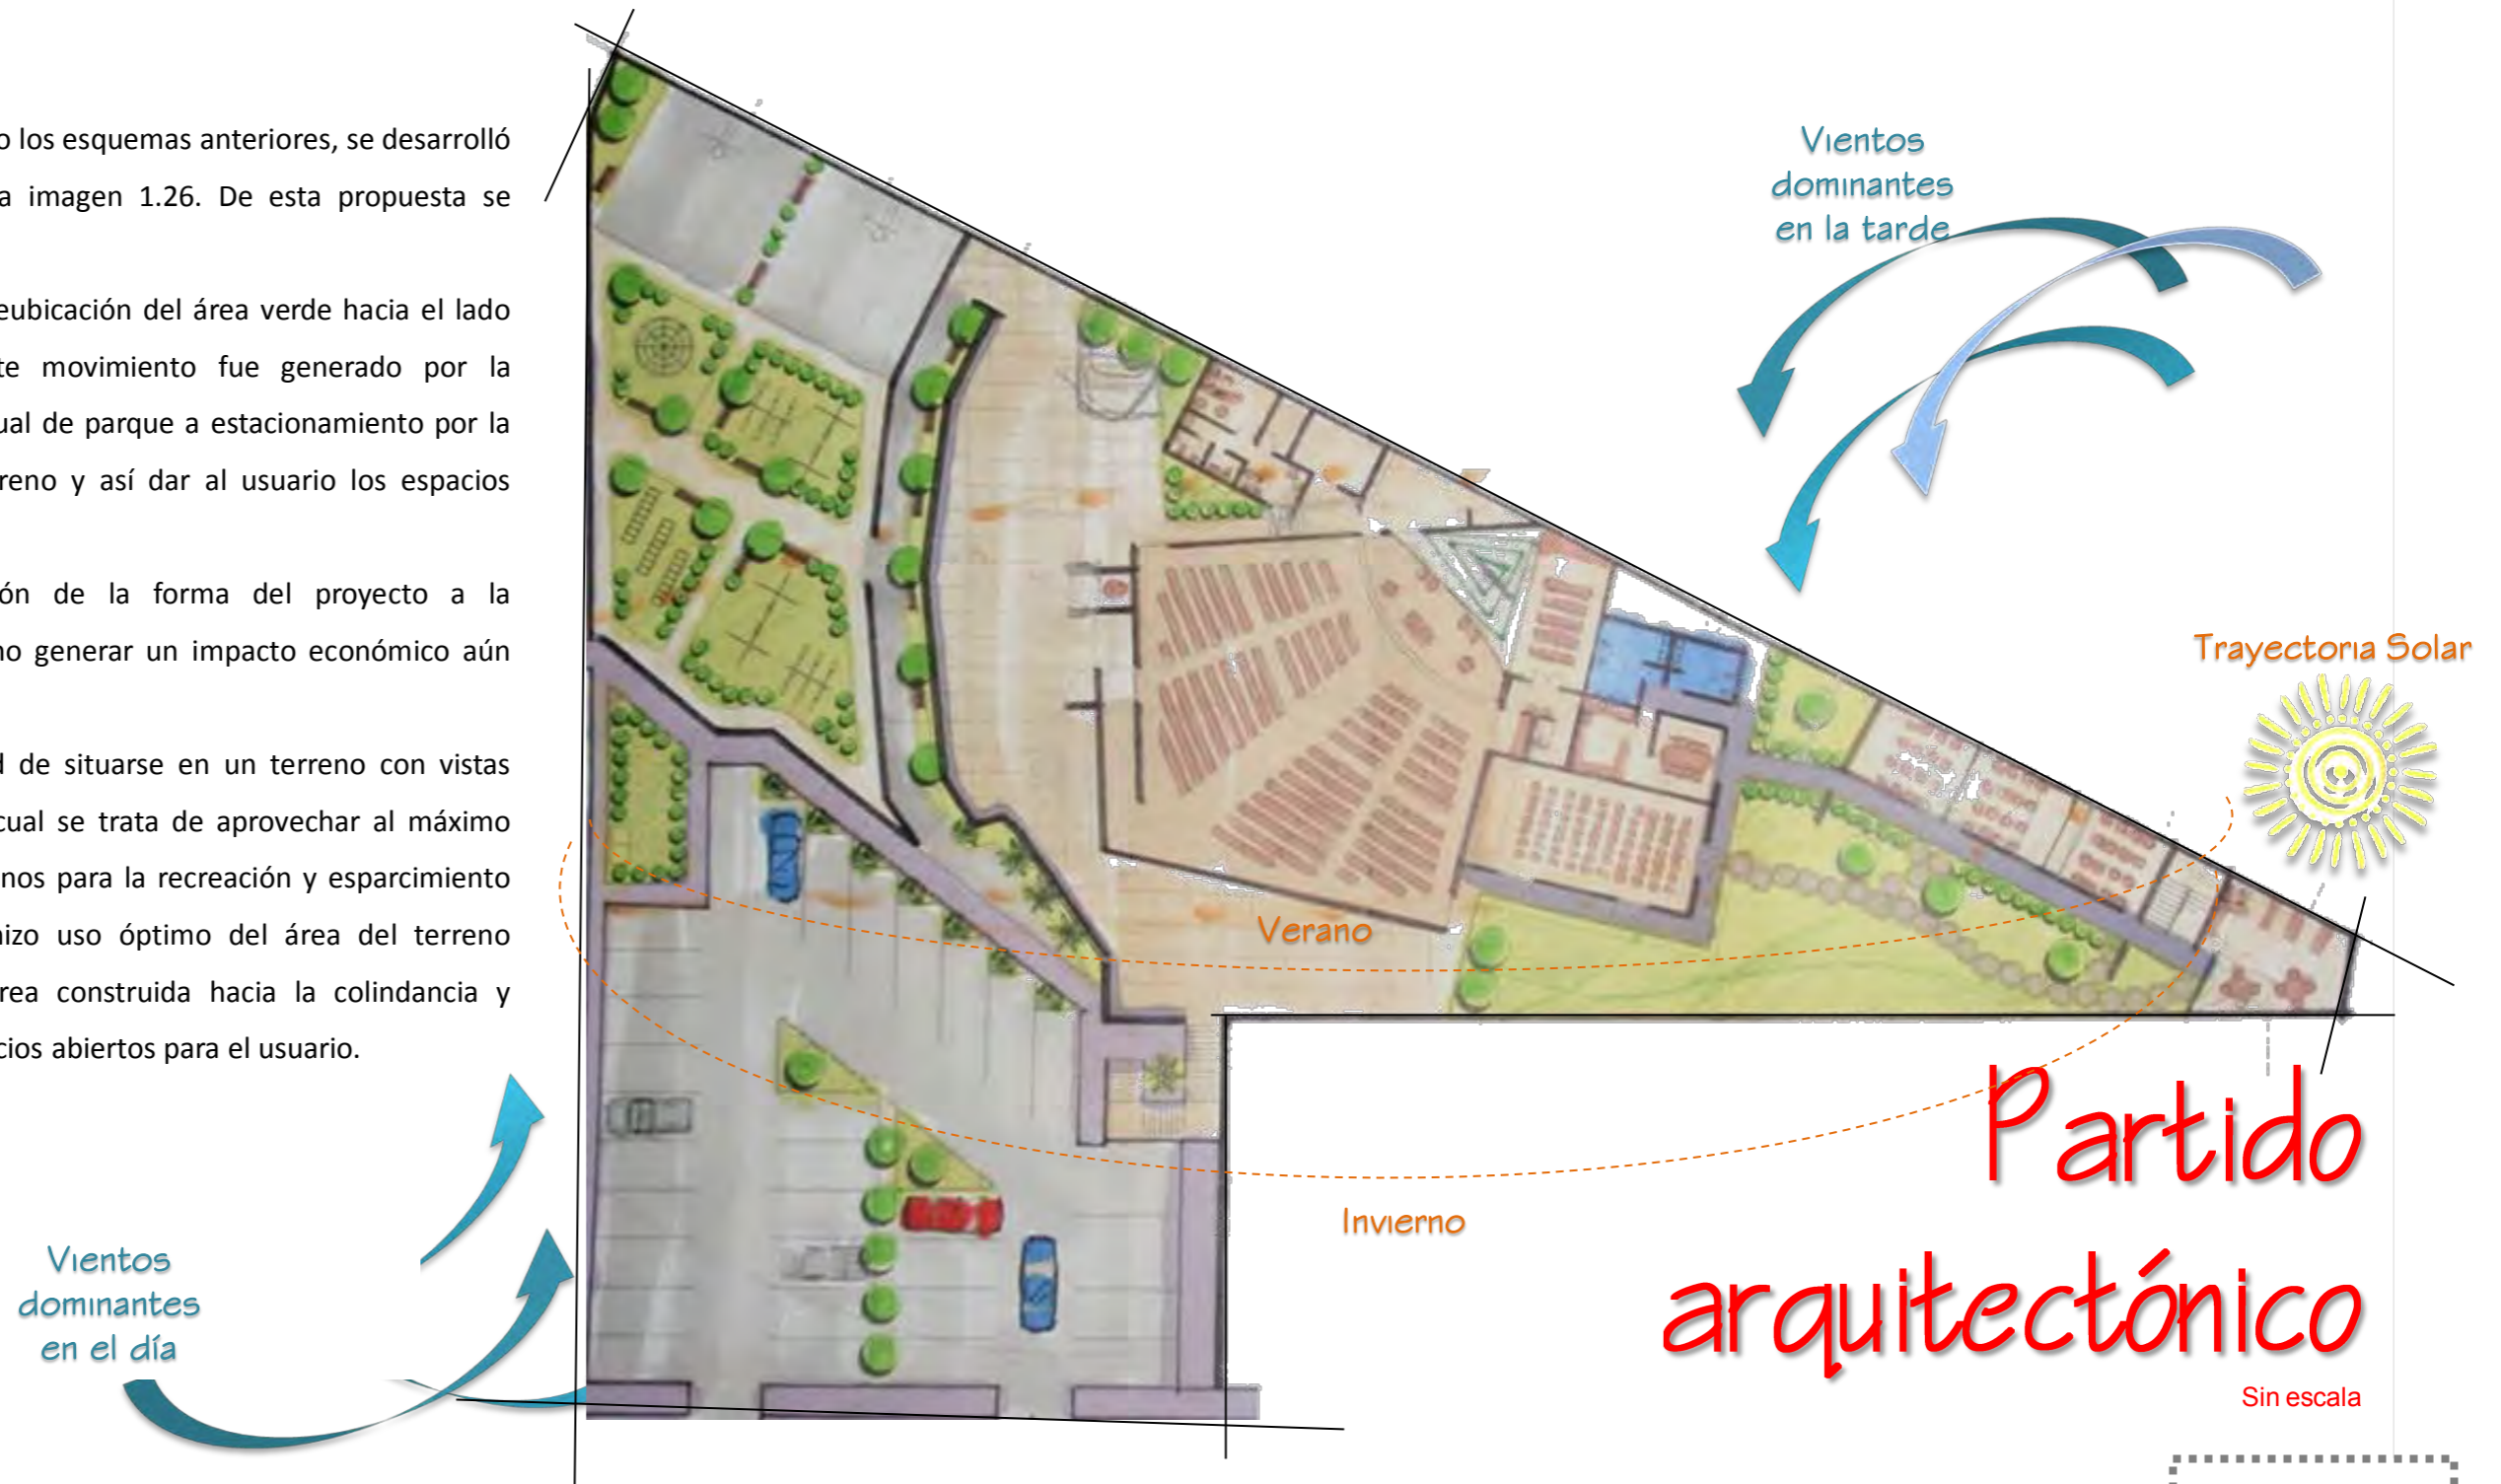 o los esquemas anteriores, se desarrolló
a imagen 1.26. De esta propuesta se
eubicación del área verde hacia el lado
te movimiento fue generado por la
ual de parque a estacionamiento por la
reno y así dar al usuario los espacios
ón de la forma del proyecto a la
no generar un impacto económico aún
d de situarse en un terreno con vistas
cual se trata de aprovechar al máximo
nos para la recreación y esparcimiento
hizo uso óptimo del área del terreno
área construida hacia la colindancia y
cios abiertos para el usuario.
Vientos
dominantes
en la tarde
Trayectoria Solar
Verano
Invierno
Vientos
dominantes
en el día
Partido
arquitectónico
Sin escala